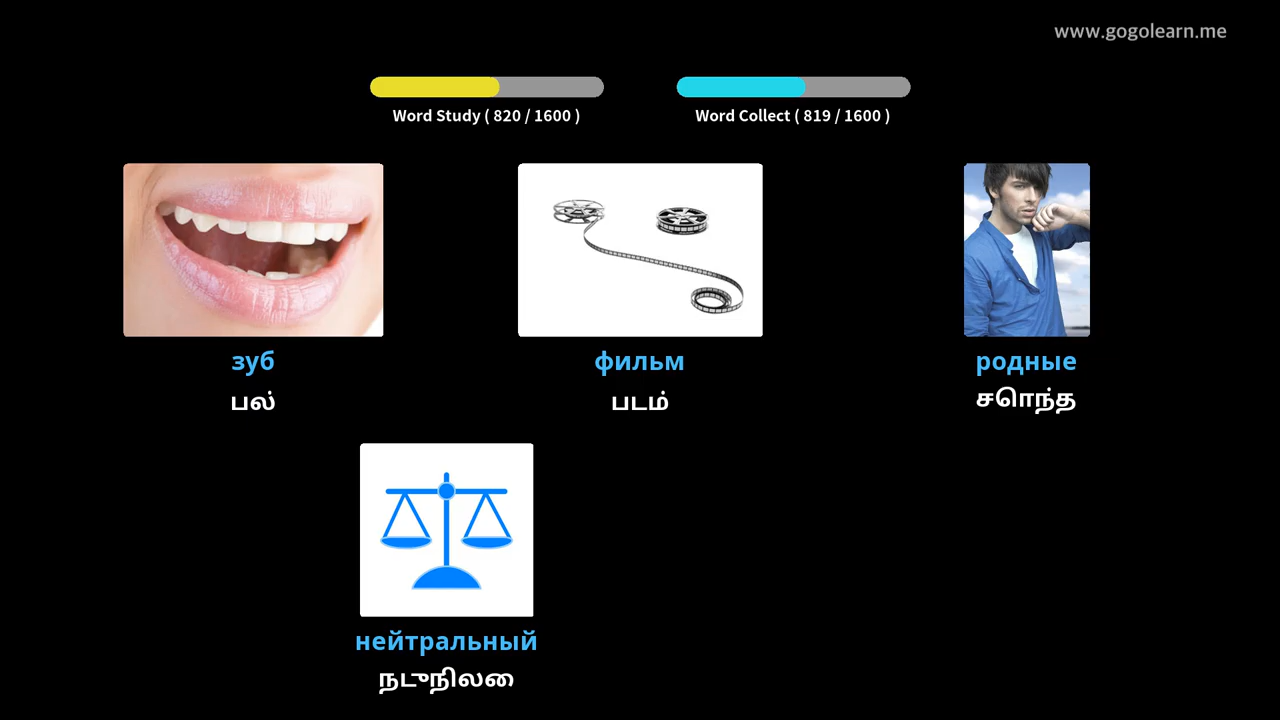 www.gogolearn.me
Word Study ( 820 / 1600 )
Word Collect ( 819 / 1600 )
зуб
фильм
родные
பல்
படம்
சொந்த
нейтральный
நடுநிலை